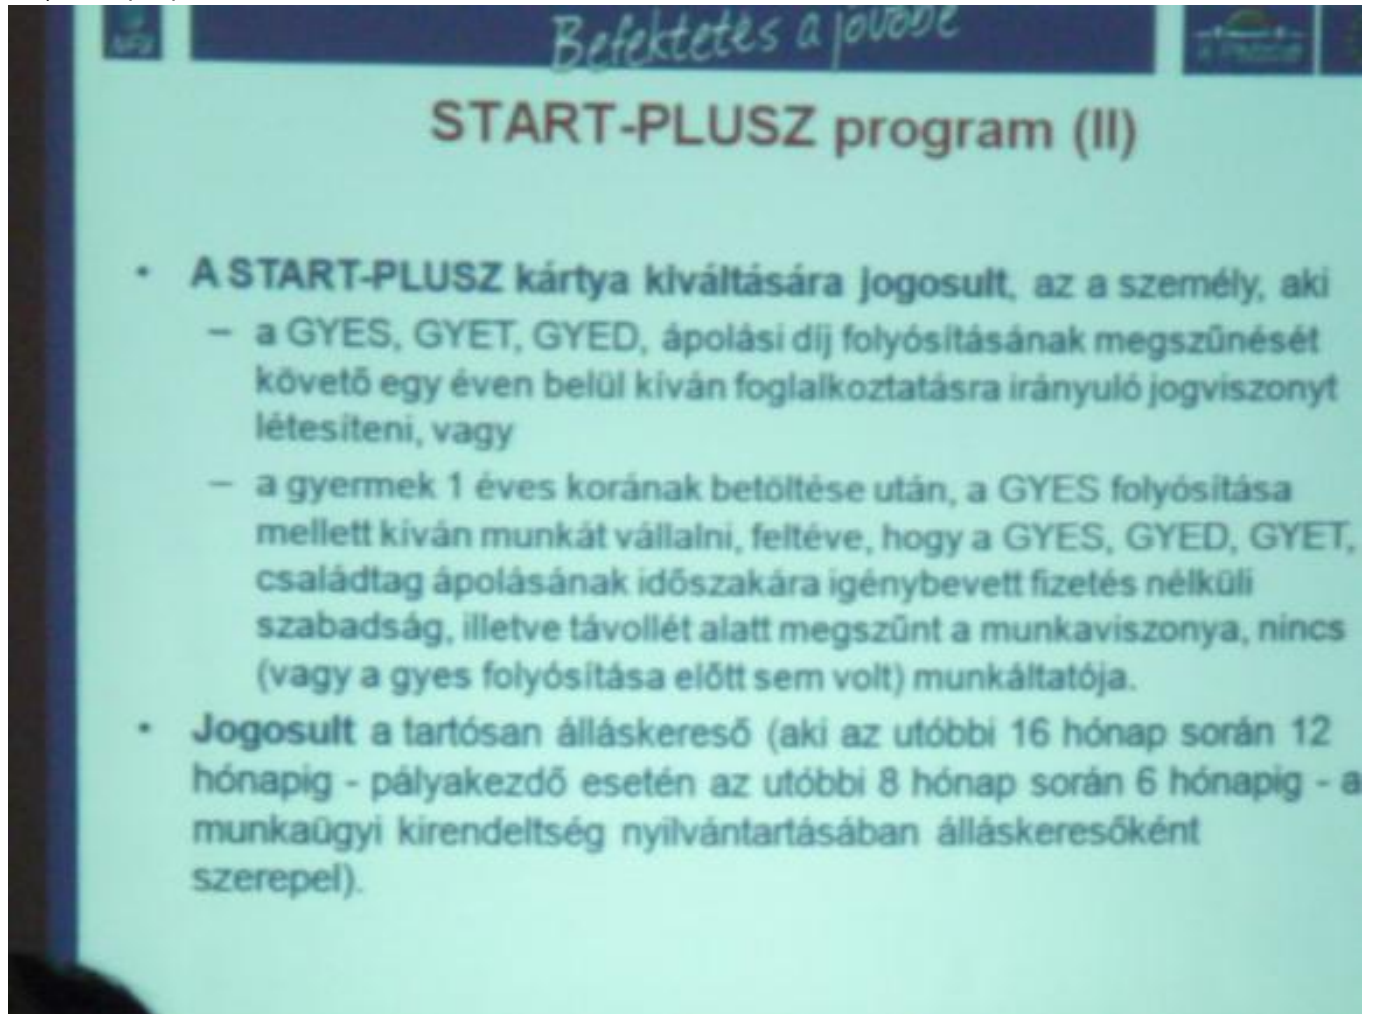 Befektetés a jövőbe
START-PLUSZ program (II)
• A START-PLUSZ kártya kiváltására jogosult, az a személy, aki
– a GYES, GYET, GYED, ápolási díj folyósításának megszűnését
követő egy éven belül kíván foglalkoztatásra irányuló jogviszonyt
létesíteni, vagy
– a gyermek 1 éves korának betöltése után, a GYES folyósítása
mellett kíván munkát vállalni, feltéve, hogy a GYES, GYED, GYET,
családtag ápolásának időszakára igénybevett fizetés nélküli
szabadság, illetve távollét alatt megszűnt a munkaviszonya, nincs
(vagy a gyes folyósítása előtt sem volt) munkáltatója.
• Jogosult a tartósan álláskereső (aki az utóbbi 16 hónap során 12
hónapig - pályakezdő esetén az utóbbi 8 hónap során 6 hónapig - a
munkaügyi kirendeltség nyilvántartásában álláskeresőként
szerepel).